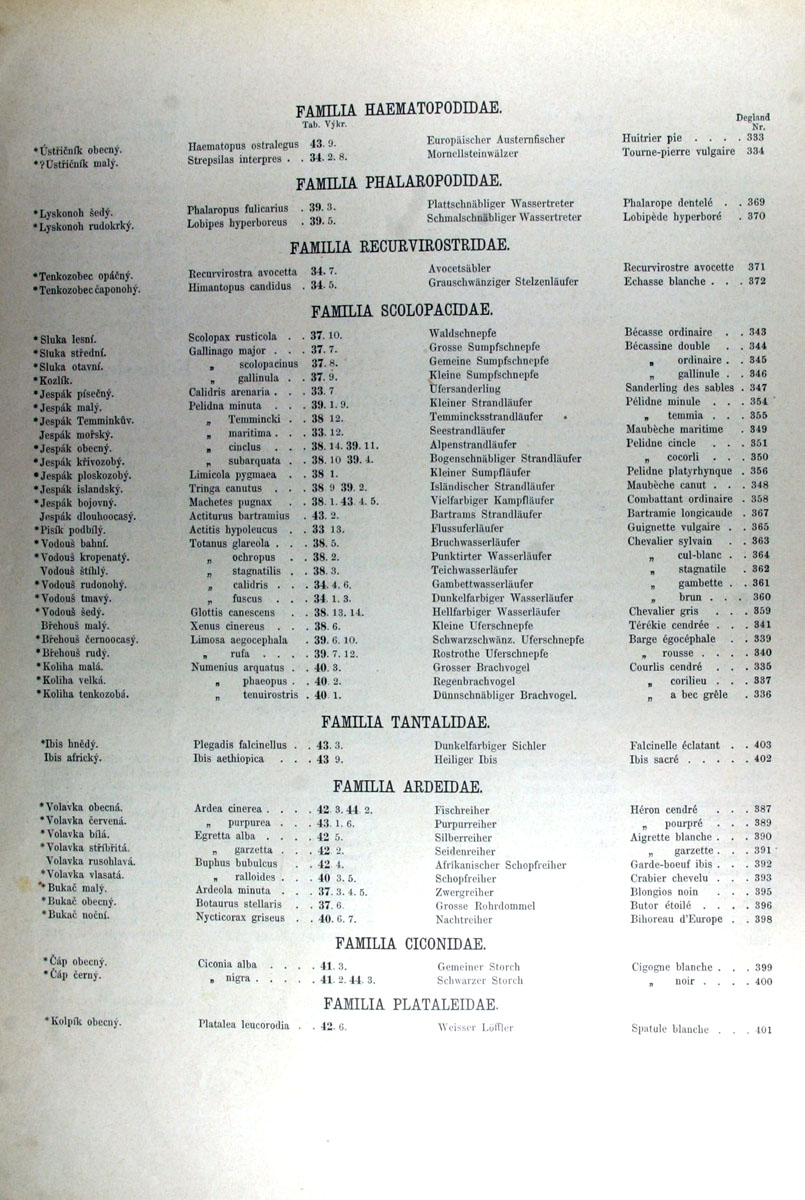 FAMILIA HAEMATOPODIDAE.
Tab. Výkr. Degland Nr.
*Ústřičník obecný. Haematopus ostralegus 43. 9. Europäischer Austernfischer Huitrier pie . . . . 333
*?Ustřičník malý. Strepsilas interpres . . 34. 2. 8. Mornellsteinwälzer Tourne-pierre vulgaire 334
FAMILIA PHALAROPODIDAE.
*Lyskonoh šedý. Phalaropus fulicarius . 39. 3. Plattschnäbliger Wassertreter Phalarope dentelé . . 369
*Lyskonoh rudokrký. Lobipes hyperboreus . 39. 5. Schmalschnäbliger Wassertreter Lobipède hyperboré . 370
FAMILIA RECURVIROSTRIDAE.
*Tenkozobec opáčný. Recurvirostra avocetta 34. 7. Avocetsäbler Recurvirostre avocette 371
*Tenkozobec čaponohý. Himantopus candidus . 34. 5. Grauschwänziger Stelzenläufer Echasse blanche . . . 372
FAMILIA SCOLOPACIDAE.
*Sluka lesní. Scolopax rusticola . . 37. 10. Waldschnepfe Bécasse ordinaire . . 343
*Sluka střední. Gallinago major . . . 37. 7. Grosse Sumpfschnepfe Bécassine double . . 344
*Sluka otavní. „ scolopacinus 37. 8. Gemeine Sumpfschnepfe „ ordinaire . . 345
*Kozlík. „ gallinula . . 37. 9. Kleine Sumpfschnepfe „ gallinule . . 346
*Jespák písečný. Calidris arenaria . . . 33. 7 Ufersanderling Sanderling des sables . 347
*Jespák malý. Pelidna minuta . . . 39. 1. 9. Kleiner Strandläufer Pélidne minule . . . 354
*Jespák Temminkův. „ Temmincki . . 38 12. Temmincksstrandläufer „ temmia . . . 355
Jespák mořský. „ maritima . . . 33. 12. Seestrandläufer Maubèche maritime . 349
*Jespák obecný. „ cinclus . . . 38. 14. 39. 11. Alpenstrandläufer Pelidne cincle . . . 351
*Jespák křivozobý. „ subarquata . . 38. 10 39. 4. Bogenschnäbliger Strandläufer „ cocorli . . . 350
*Jespák ploskozobý. Limicola pygmaea . . 38 1. Kleiner Sumpfläufer Pelidne platyrhynque . 356
*Jespák islandský. Tringa canutus . . . 38 9 39. 2. Isländischer Strandläufer Maubèche canut . . . 348
*Jespák bojovný. Machetes pugnax . . 38. 1. 43. 4. 5. Vielfarbiger Kampfläufer Combattant ordinaire . 358
Jespák dlouhoocasý. Actiturus bartramius . 43. 2. Bartrams Strandläufer Bartramie longicaude . 367
*Pisík podbílý. Actitis hypoleucus . . 33 13. Flussuferläufer Guignette vulgaire . . 365
*Vodouš bahní. Totanus glareola . . . 38. 5. Bruchwasserläufer Chevalier sylvain . . 363
*Vodouš kropenatý. „ ochropus . . 38. 2. Punktirter Wasserläufer „ cul-blanc . . 364
Vodouš štíhlý. „ stagnatilis . . 38. 3. Teichwasserläufer „ stagnatile . 362
*Vodouš rudonohý. „ calidris . . . 34. 4. 6. Gambettwasserläufer „ gambette . . 361
*Vodouš tmavý. „ fuscus . . . 34. 1. 3. Dunkelfarbiger Wasserläufer „ brun . . . 360
*Vodouš šedý. Glottis canescens . . 38. 13. 14. Hellfarbiger Wasserläufer Chevalier gris . . . 359
Břehouš malý. Xenus cinereus . . . 38. 6. Kleine Uferschnepfe Térékie cendrée . . . 341
*Břehouš černoocasý. Limosa aegocephala . 39. 6. 10. Schwarzschwänz. Uferschnepfe Barge égocéphale . . 339
*Břehouš rudý. „ rufa . . . . 39. 7. 12. Rostrothe Uferschnepfe „ rousse . . . . 340
*Koliha malá. Numenius arquatus . . 40. 3. Grosser Brachvogel Courlis cendré . . . 335
*Koliha velká. „ phaeopus . . 40. 2. Regenbrachvogel „ corilieu . . . 337
*Koliha tenkozobá. „ tenuirostris . 40 1. Dünnschnäbliger Brachvogel. „ a bec grêle . 336
FAMILIA TANTALIDAE.
*Ibis hnědý. Plegadis falcinellus . . 43. 3. Dunkelfarbiger Sichler Falcinelle éclatant . . 403
Ibis africký. Ibis aethiopica . . . 43 9. Heiliger Ibis Ibis sacré . . . . . 402
FAMILIA ARDEIDAE.
*Volavka obecná. Ardea cinerea . . . . 42. 3. 44 2. Fischreiher Héron cendré . . . 387
*Volavka červená. „ purpurea . . . 43. 1. 6. Purpurreiher „ pourpré . . . 389
*Volavka bílá. Egretta alba . . . . 42 5. Silberreiher Aigrette blanche . . . 390
*Volavka stříbřitá. „ garzetta . . . 42. 2. Seidenreiher „ garzette . . . 391
Volavka rusohlavá. Buphus bubulcus . . 42. 4. Afrikanischer Schopfreiher Garde-boeuf ibis . . . 392
*Volavka vlasatá. „ ralloides . . . 40 3. 5. Schopfreiher Crabier chevelu . . . 393
*Bukač malý. Ardeola minuta . . . 37. 3. 4. 5. Zwergreiher Blongios noin . . . 395
*Bukač obecný. Botaurus stellaris . . 37. 6. Grosse Rohrdommel Butor étoilé . . . . 396
*Bukač noční. Nycticorax griseus . . 40. 6. 7. Nachtreiher Bihoreau d'Europe . . 398
FAMILIA CICONIDAE.
*Čáp obecný. Ciconia alba . . . . . 41. 3. Gemeiner Storch Cigogne blanche . . . 399
*Čáp černý. „ nigra . . . . . 41. 2. 44. 3. Schwarzer Storch „ noir . . . . 400
FAMILIA PLATALEIDAE.
*Kolpík obecný. Platalea leucorodia . . 42. 6. Weisser Löffler Spatule blanche . . . 401